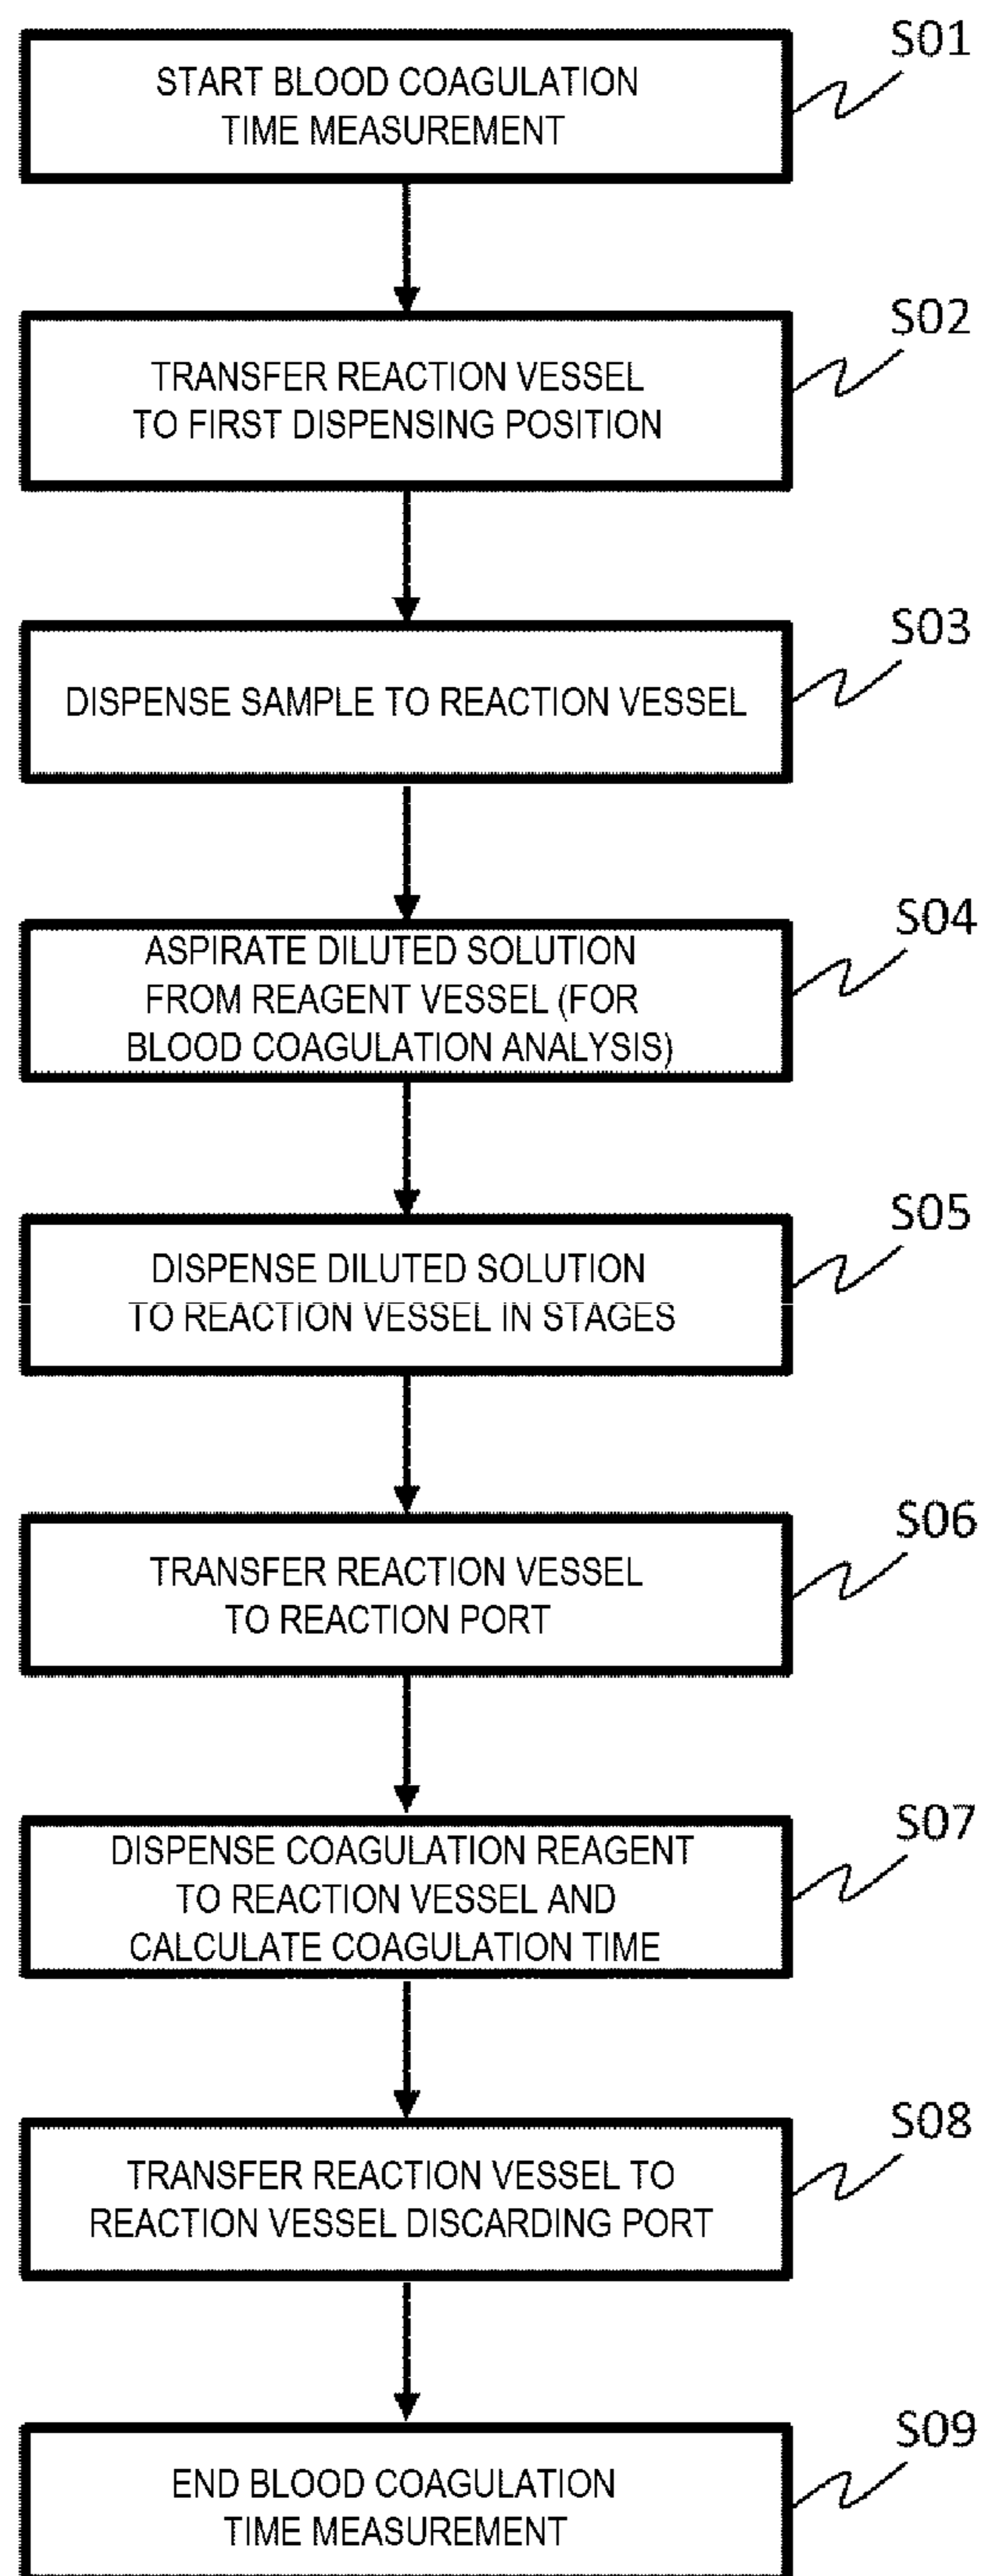 S01
START BLOOD COAGULATION
TIME MEASUREMENT
S02
TRANSFER REACTION VESSEL
TO FIRST DISPENSING POSITION
S03
DISPENSE SAMPLE TO REACTION VESSEL
S04
ASPIRATE DILUTED SOLUTION
FROM REAGENT VESSEL (FOR
BLOOD COAGULATION ANALYSIS)
S05
DISPENSE DILUTED SOLUTION
TO REACTION VESSEL IN STAGES
S06
TRANSFER REACTION VESSEL
TO REACTION PORT
S07
DISPENSE COAGULATION REAGENT
TO REACTION VESSEL AND
CALCULATE COAGULATION TIME
S08
TRANSFER REACTION VESSEL TO
REACTION VESSEL DISCARDING PORT
S09
END BLOOD COAGULATION
TIME MEASUREMENT